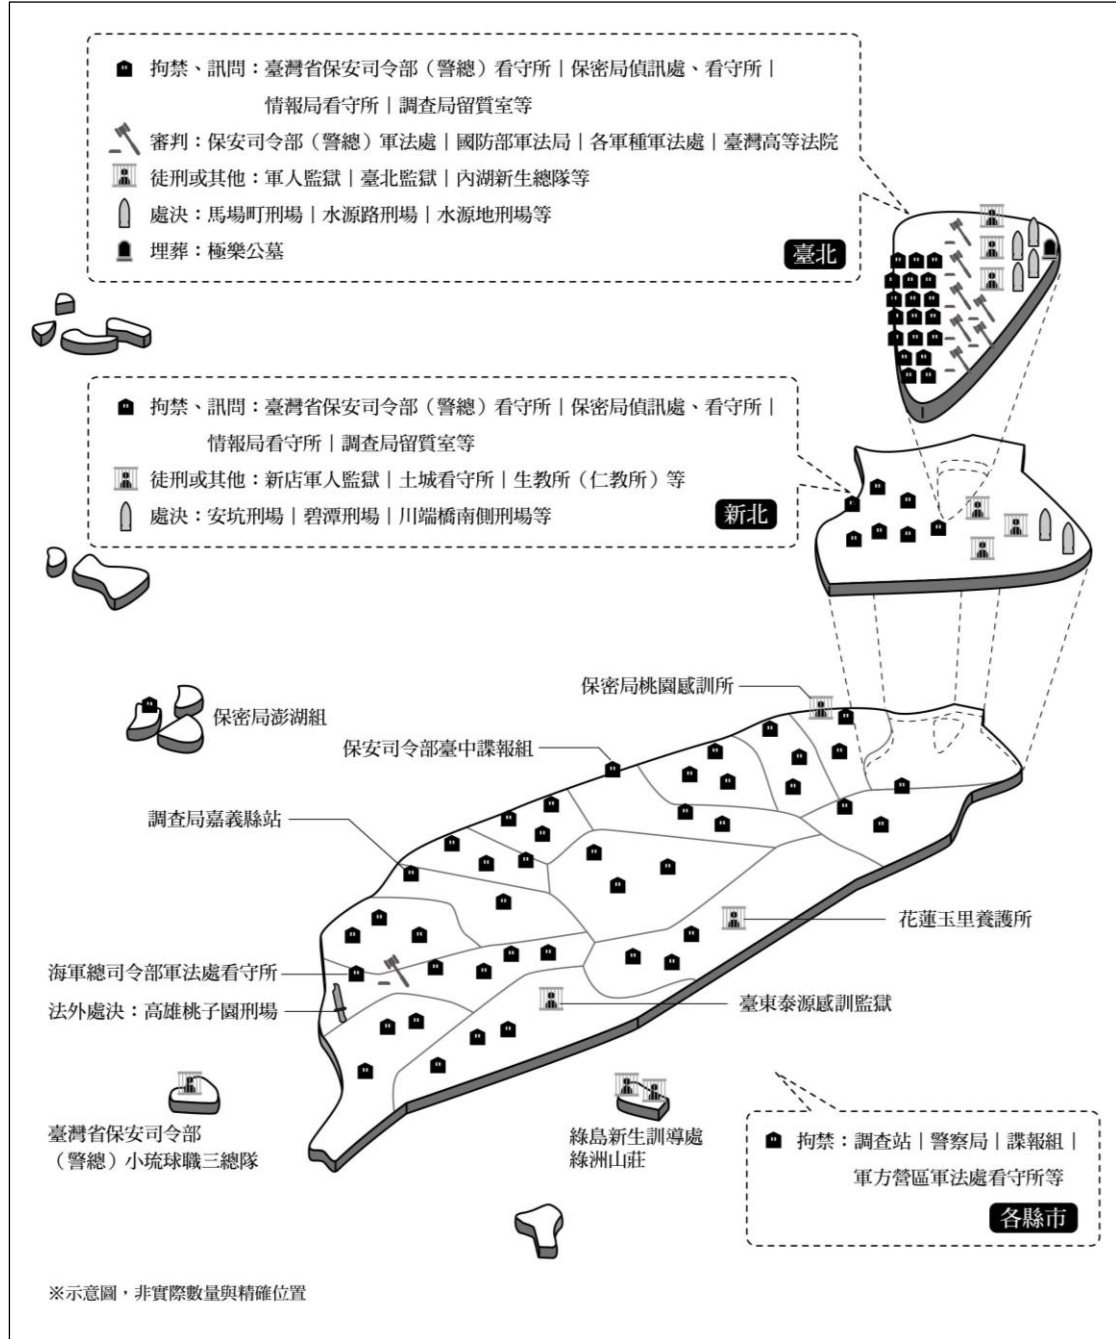 拘禁、訊問：臺灣省保安司令部（警總）看守所｜保密局偵訊處、看守所｜
情報局看守所｜調查局留質室等
審判：保安司令部（警總）軍法處｜國防部軍法局｜各軍種軍法處｜臺灣高等法院
徒刑或其他：軍人監獄｜臺北監獄｜內湖新生總隊等
處決：馬場町刑場｜水源路刑場｜水源地刑場等
埋葬：極樂公墓
臺北
拘禁、訊問：臺灣省保安司令部（警總）看守所｜保密局偵訊處、看守所｜
情報局看守所｜調查局留質室等
徒刑或其他：新店軍人監獄｜土城看守所｜生教所（仁教所）等
處決：安坑刑場｜碧潭刑場｜川端橋南側刑場等
新北
保密局桃園感訓所
保密局澎湖組
保安司令部臺中諜報組
調查局嘉義縣站
花蓮玉里養護所
海軍總司令部軍法處看守所
法外處決：高雄桃子園刑場
臺東泰源感訓監獄
臺灣省保安司令部
（警總）小琉球職三總隊
綠島新生訓導處
綠洲山莊
拘禁：調查站｜警察局｜諜報組｜
軍方營區軍法處看守所等
各縣市
※示意圖，非實際數量與精確位置